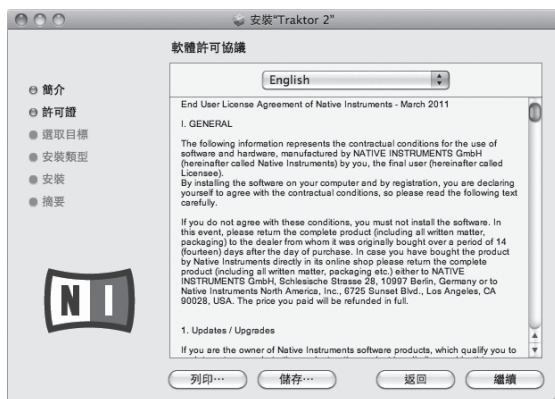 安裝“Traktor 2”
軟體許可協議
簡介
許可證
選取目標
安裝類型
安裝
摘要
NI
English
End User License Agreement of Native Instruments - March 2011
I. GENERAL
The following information represents the contractual conditions for the use of
software and hardware, manufactured by NATIVE INSTRUMENTS GmbH
(hereinafter called Native Instruments) by you, the final user (hereinafter called
Licensee).
By installing the software on your computer and by registration, you are declaring
yourself to agree with the contractual conditions, so please read the following text
carefully.
If you do not agree with these conditions, you must not install the software. In
this event, please return the complete product (including all written matter,
packaging) to the dealer from whom it was originally bought over a period of 14
(fourteen) days after the day of purchase. In case you have bought the product
by Native Instruments directly in its online shop please return the complete
product (including all written matter, packaging etc.) either to NATIVE
INSTRUMENTS GmbH, Schlesische Strasse 28, 10997 Berlin, Germany or to
Native Instruments North America, Inc., 6725 Sunset Blvd., Los Angeles, CA
90028, USA. The price you paid will be refunded in full.
1. Updates / Upgrades
If you are the owner of Native Instruments software products, which qualify you to
列印…
儲存…
返回
繼續